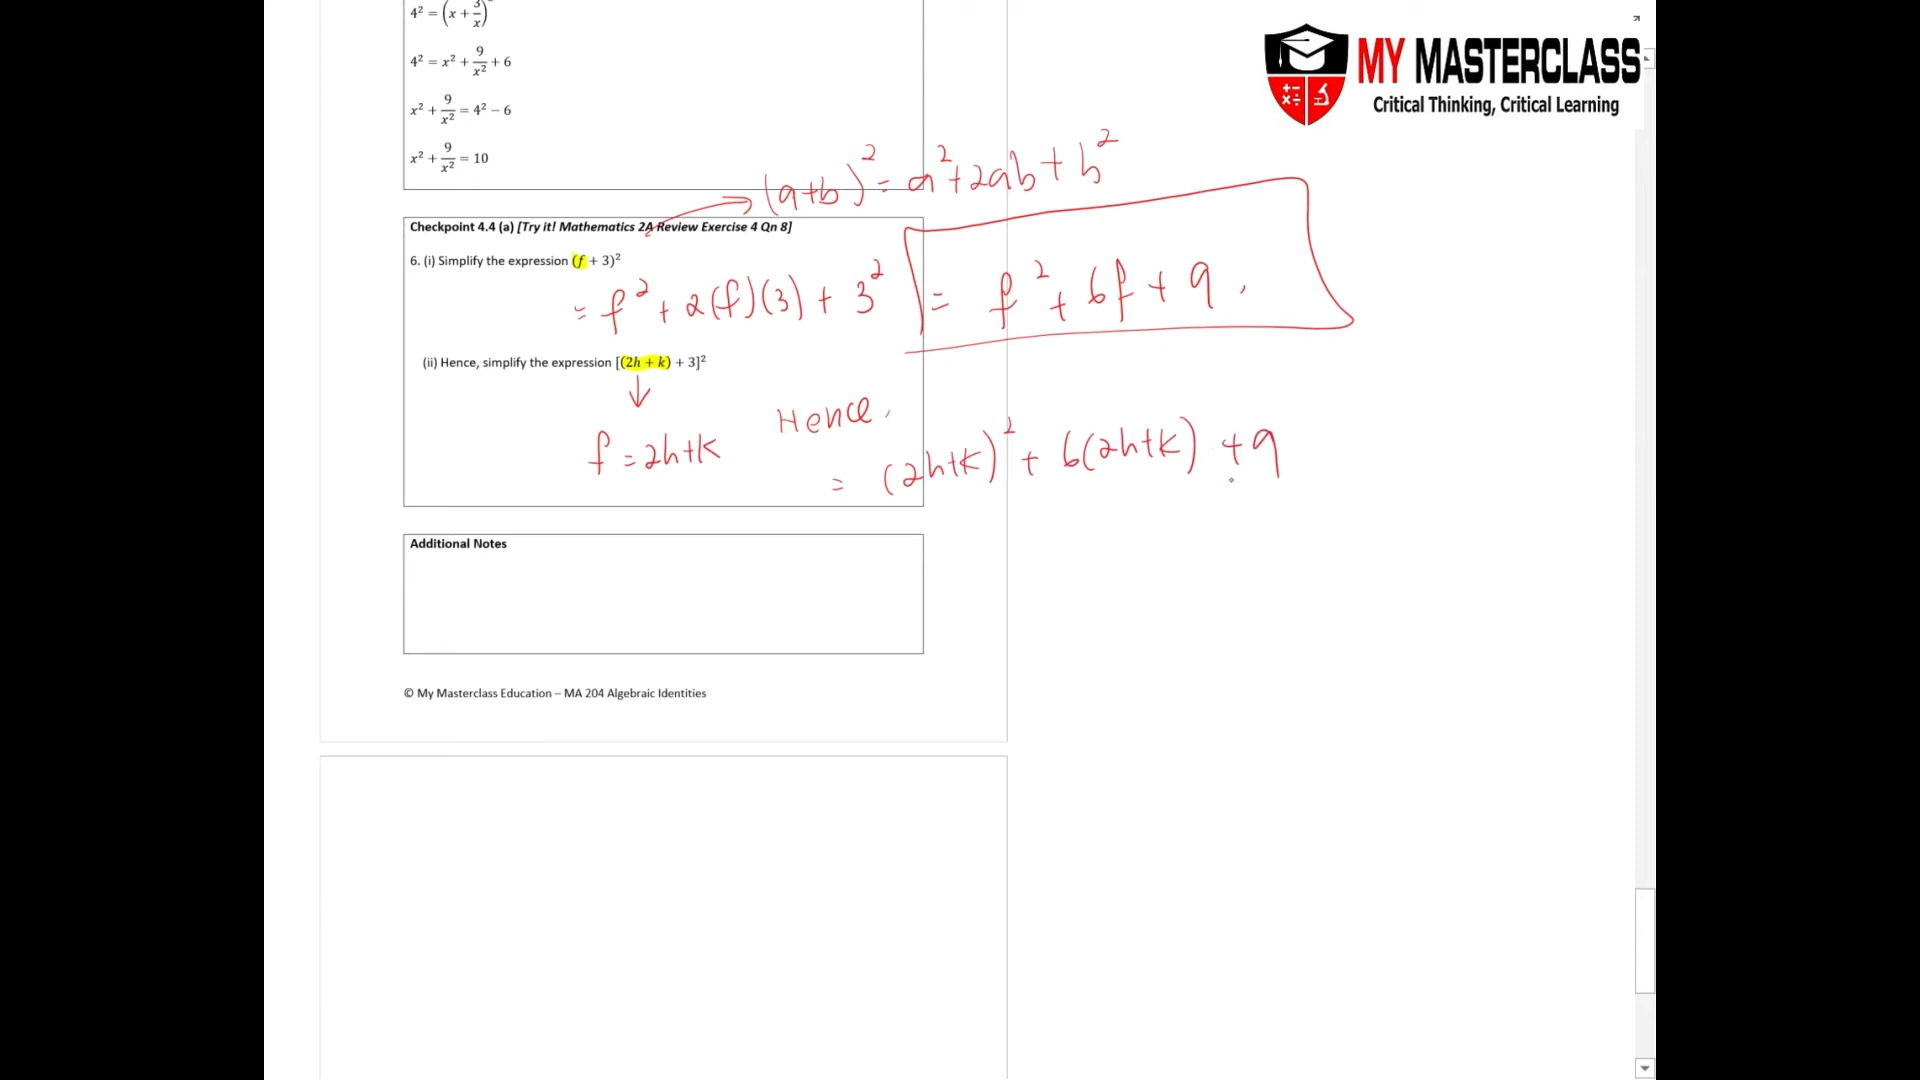 4² = (x + 3/x)²
4² = x² + 9/x² + 6
x² + 9/x² = 4² − 6
x² + 9/x² = 10
MY MASTERCLASS
Critical Thinking, Critical Learning
(a+b)² = a² + 2ab + b²
Checkpoint 4.4 (a) [Try it! Mathematics 2A Review Exercise 4 Qn 8]
6. (i) Simplify the expression (f + 3)²
= f² + 2(f)(3) + 3² = f² + 6f + 9,
(ii) Hence, simplify the expression [(2h + k) + 3]²
f = 2h+k
Hence,
= (2h+k)² + 6(2h+k) + 9
Additional Notes
© My Masterclass Education – MA 204 Algebraic Identities